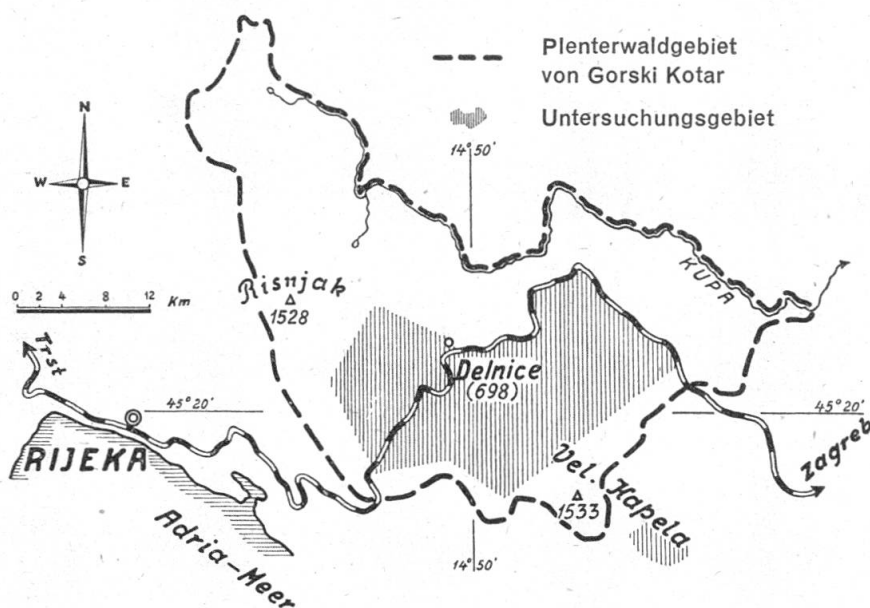 Plenterwaldgebiet
von Gorski Kotar
Untersuchungsgebiet
14°50'
N
W E
S
0 2 4 6 8 12 Km
Risnjak
1528
KUPA
Trst
Delnice
(698)
45°20'
45°20'
RIJEKA
Vel. Kapela
1533
Zagreb
Adria-Meer
14°50'